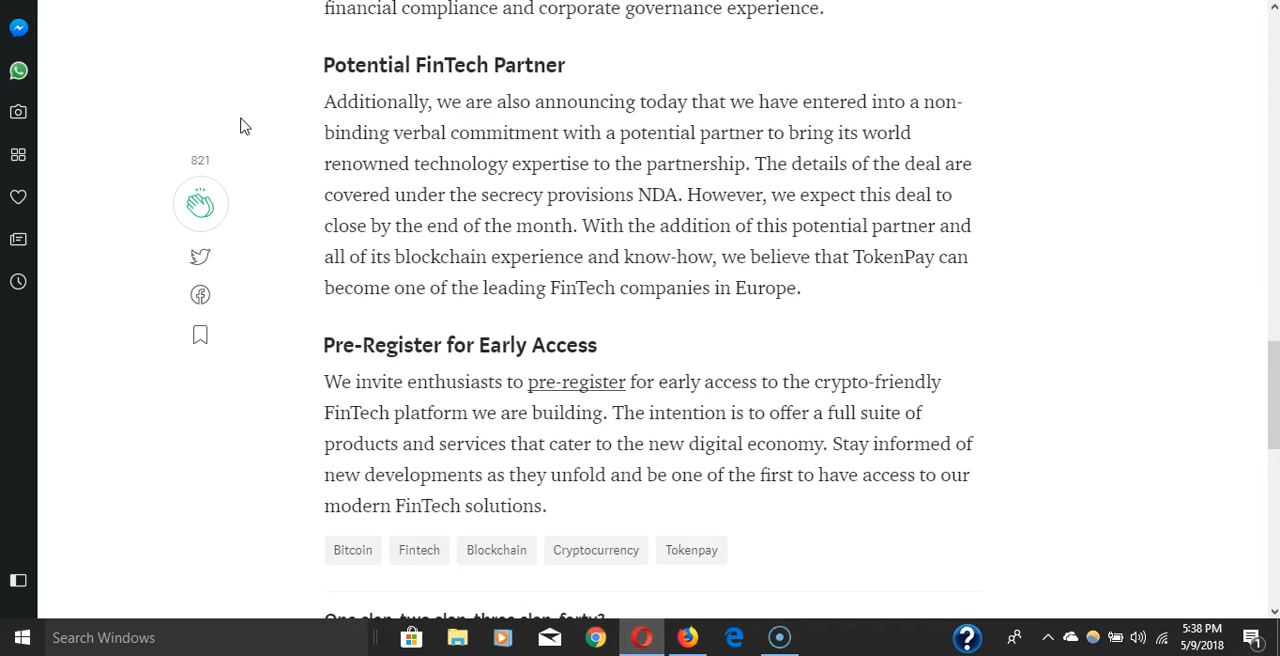 financial compliance and corporate governance experience.
Potential FinTech Partner
Additionally, we are also announcing today that we have entered into a non-
binding verbal commitment with a potential partner to bring its world
renowned technology expertise to the partnership. The details of the deal are
covered under the secrecy provisions NDA. However, we expect this deal to
close by the end of the month. With the addition of this potential partner and
all of its blockchain experience and know-how, we believe that TokenPay can
become one of the leading FinTech companies in Europe.
821
Pre-Register for Early Access
We invite enthusiasts to pre-register for early access to the crypto-friendly
FinTech platform we are building. The intention is to offer a full suite of
products and services that cater to the new digital economy. Stay informed of
new developments as they unfold and be one of the first to have access to our
modern FinTech solutions.
Bitcoin Fintech Blockchain Cryptocurrency Tokenpay
One clap, two clap, three clap, forty?
Search Windows
5:38 PM
5/9/2018
1